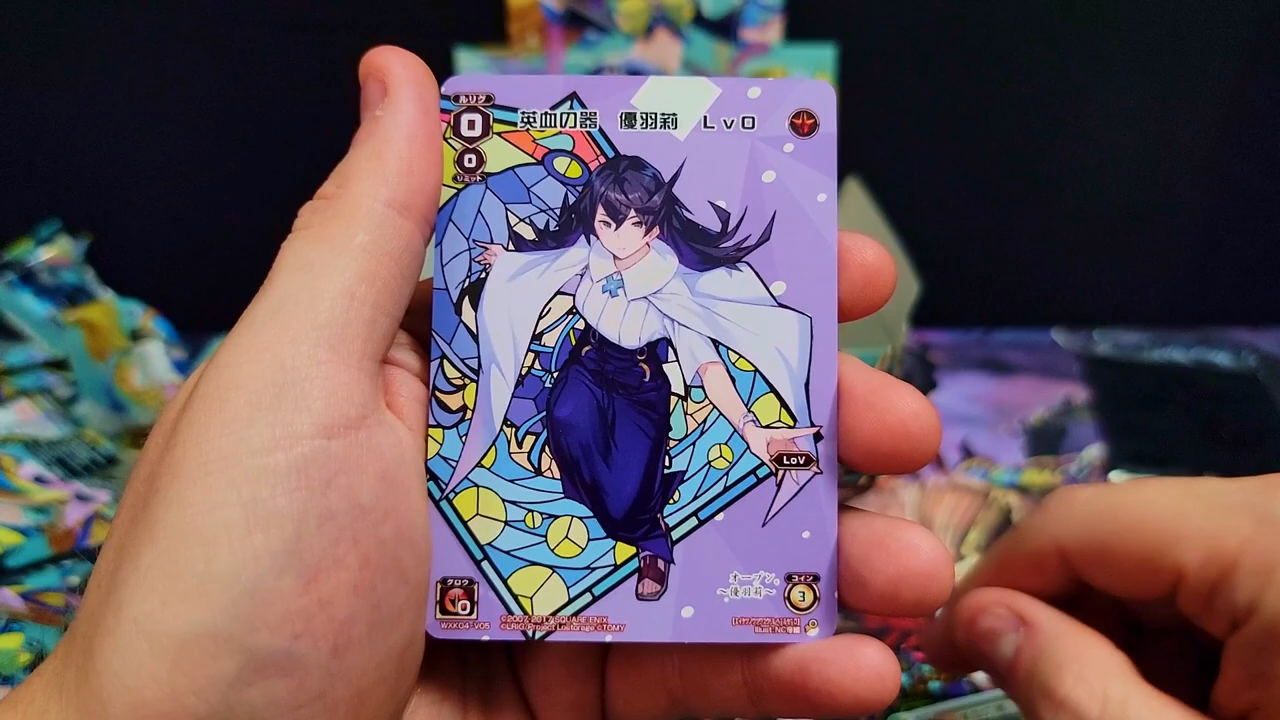 ルリグ
0
英血の器 優羽莉 Lv0
0
リミット
LoV
オープン。
~優羽莉~
グロウ
0
コイン
3
WXK04-V05
©2007-2017 SQUARE ENIX
©LRIG/Project Lostorage ©TOMY
Illust:NC帝國